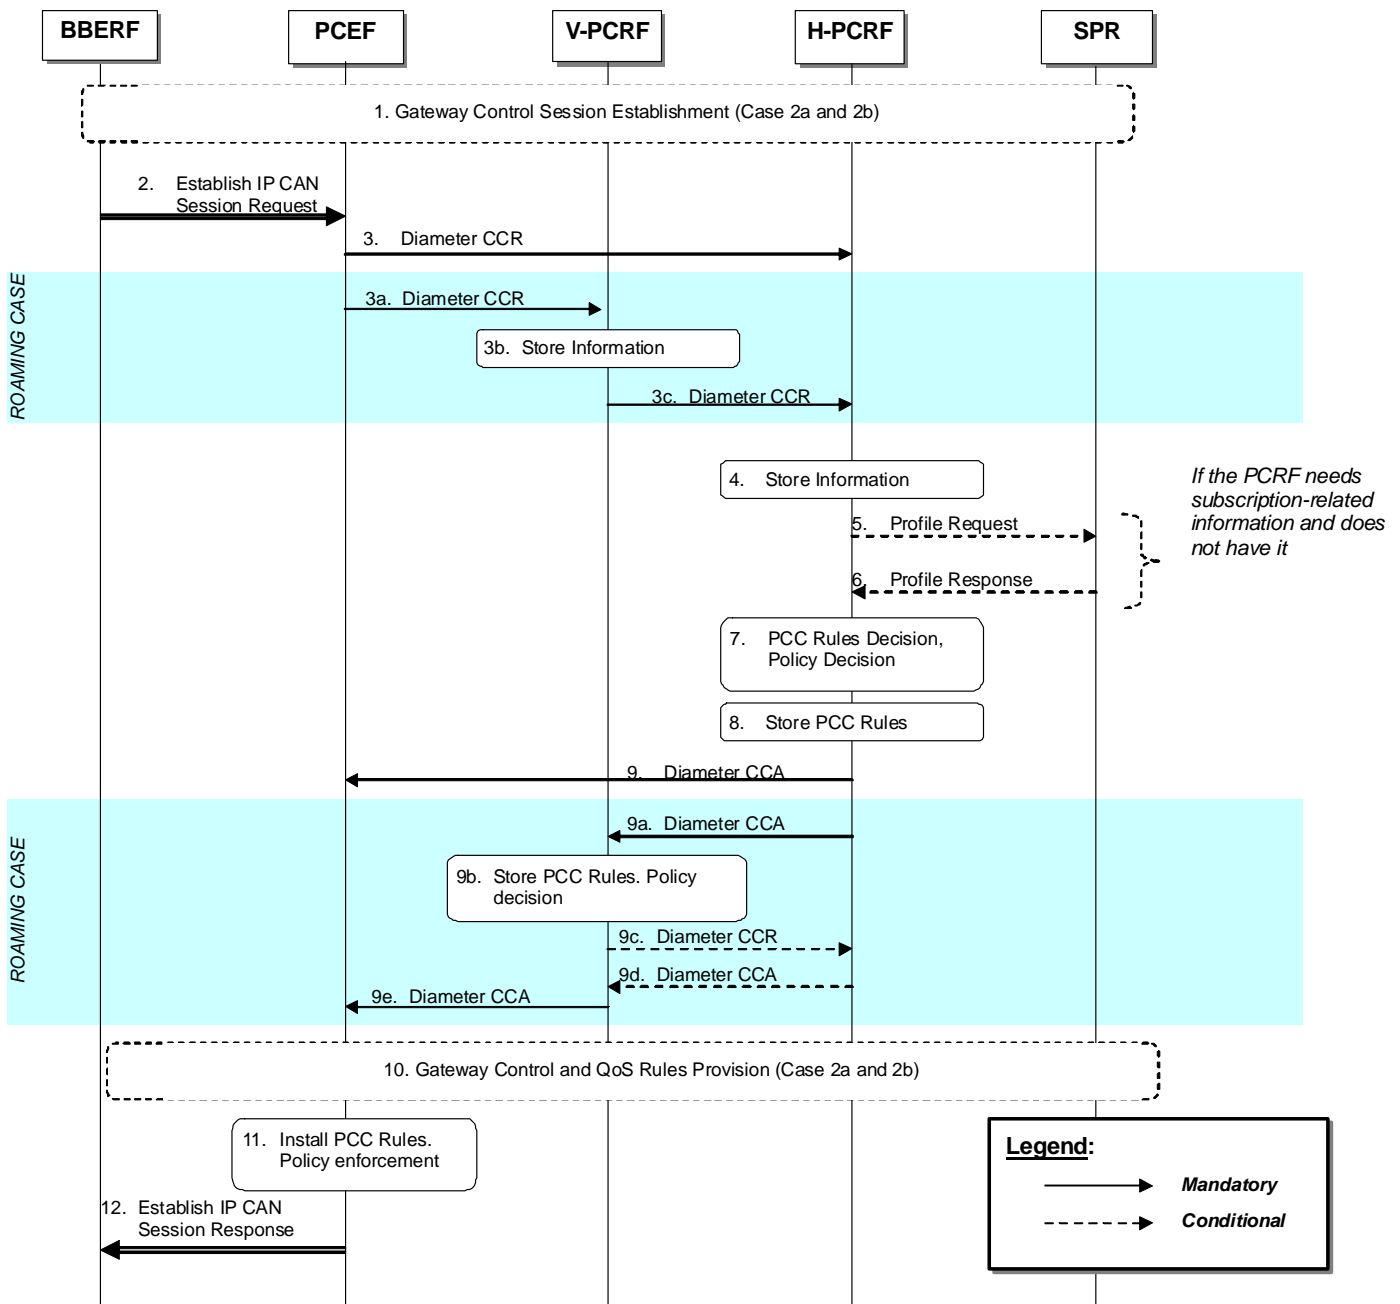 BBERF PCEF V-PCRF H-PCRF SPR
1. Gateway Control Session Establishment (Case 2a and 2b)
2. Establish IP CAN
Session Request
3. Diameter CCR
ROAMING CASE
3a. Diameter CCR
3b. Store Information
3c. Diameter CCR
4. Store Information
If the PCRF needs
subscription-related
information and does
not have it
5. Profile Request
6. Profile Response
7. PCC Rules Decision,
Policy Decision
8. Store PCC Rules
9. Diameter CCA
ROAMING CASE
9a. Diameter CCA
9b. Store PCC Rules. Policy
decision
9c. Diameter CCR
9d. Diameter CCA
9e. Diameter CCA
10. Gateway Control and QoS Rules Provision (Case 2a and 2b)
11. Install PCC Rules.
Policy enforcement
12. Establish IP CAN
Session Response
Legend:
Mandatory
Conditional